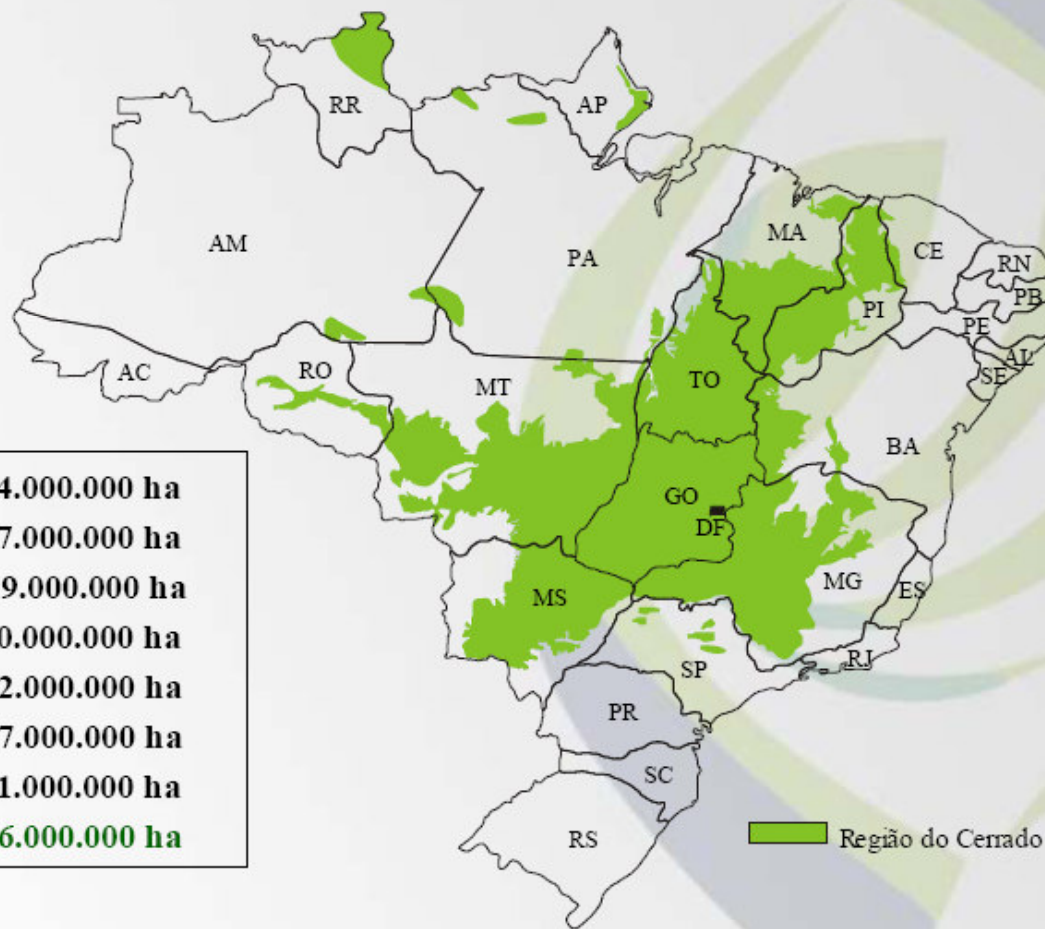 RR
AP
AM
PA
MA
CE
RN
PB
PI
PE
AL
SE
AC
RO
MT
TO
BA
GO
DF
MS
MG
ES
SP
RJ
PR
SC
RS
4.000.000 ha
7.000.000 ha
9.000.000 ha
0.000.000 ha
2.000.000 ha
7.000.000 ha
1.000.000 ha
6.000.000 ha
Região do Cerrado